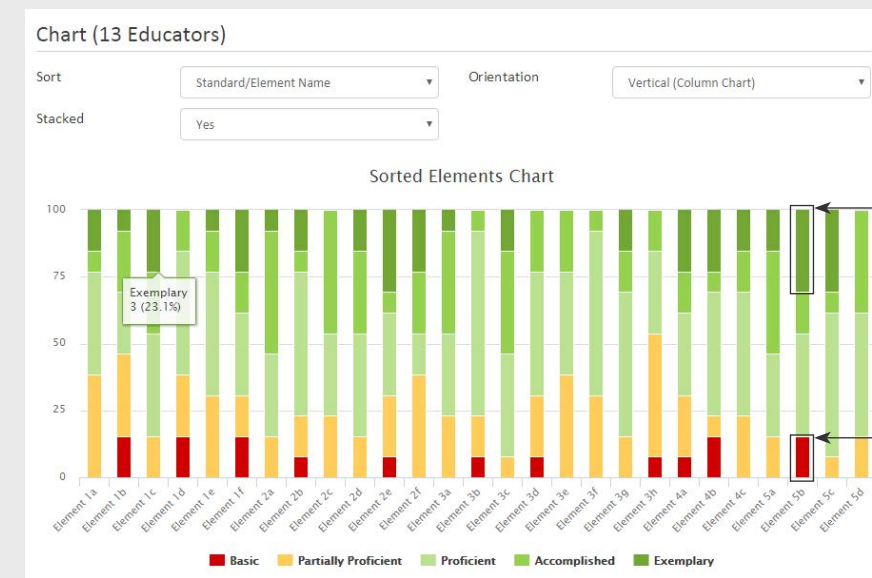 Chart (13 Educators)
Sort
Standard/Element Name
Orientation
Vertical (Column Chart)
Stacked
Yes
Sorted Elements Chart
100
75
50
25
0
Exemplary
3 (23.1%)
Element 1a
Element 1b
Element 1c
Element 1d
Element 1e
Element 1f
Element 2a
Element 2b
Element 2c
Element 2d
Element 2e
Element 2f
Element 3a
Element 3b
Element 3c
Element 3d
Element 3e
Element 3f
Element 3g
Element 3h
Element 4a
Element 4b
Element 4c
Element 5a
Element 5b
Element 5c
Element 5d
Basic Partially Proficient Proficient Accomplished Exemplary